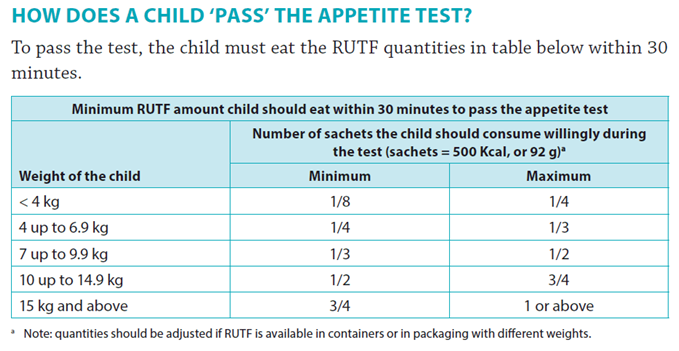 HOW DOES A CHILD ‘PASS’ THE APPETITE TEST?
To pass the test, the child must eat the RUTF quantities in table below within 30
minutes.
Minimum RUTF amount child should eat within 30 minutes to pass the appetite test
Weight of the child
Number of sachets the child should consume willingly during
the test (sachets = 500 Kcal, or 92 g)ᵃ
Minimum Maximum
< 4 kg 1/8 1/4
4 up to 6.9 kg 1/4 1/3
7 up to 9.9 kg 1/3 1/2
10 up to 14.9 kg 1/2 3/4
15 kg and above 3/4 1 or above
ᵃ Note: quantities should be adjusted if RUTF is available in containers or in packaging with different weights.